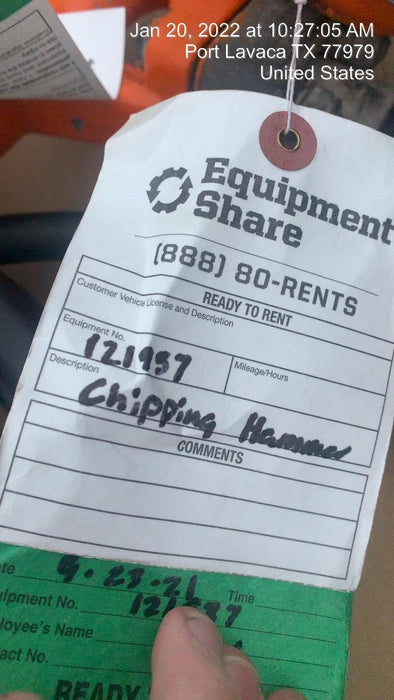 Jan 20, 2022 at 10:27:05 AM
Port Lavaca TX 77979
United States
Equipment
Share
(888) 80-RENTS
READY TO RENT
Customer Vehicle License and Description
Equipment No.
121957
Mileage/Hours
Description
Chipping Hammer
COMMENTS
9.23.21
Time
ipment No.
loyee's Name
act No.
READY